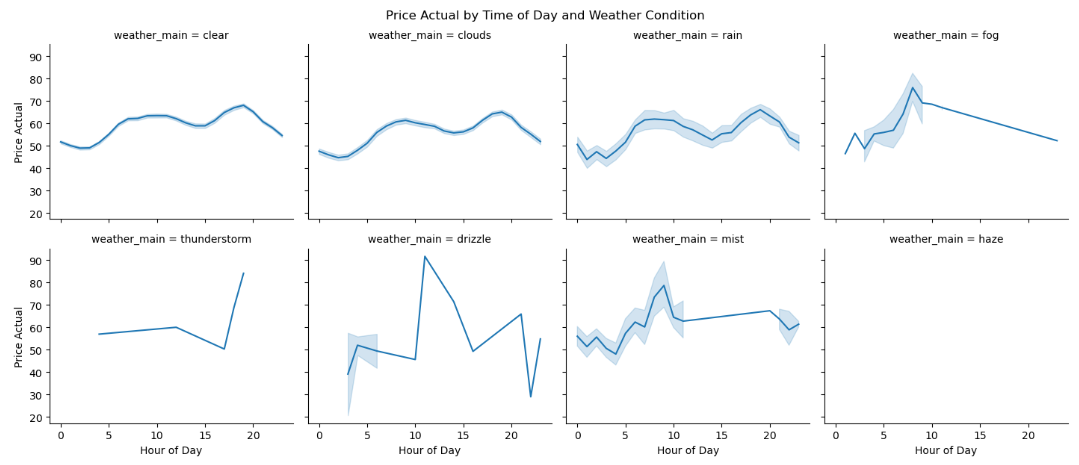 Price Actual by Time of Day and Weather Condition
weather_main = clear
weather_main = clouds
weather_main = rain
weather_main = fog
90
80
70
60
50
40
30
20
Price Actual
weather_main = thunderstorm
weather_main = drizzle
weather_main = mist
weather_main = haze
90
80
70
60
50
40
30
20
Price Actual
0 10 20
0 5 10 15 20
0 5 10 15 20
0 5 10 15 20
Hour of Day
Hour of Day
Hour of Day
Hour of Day